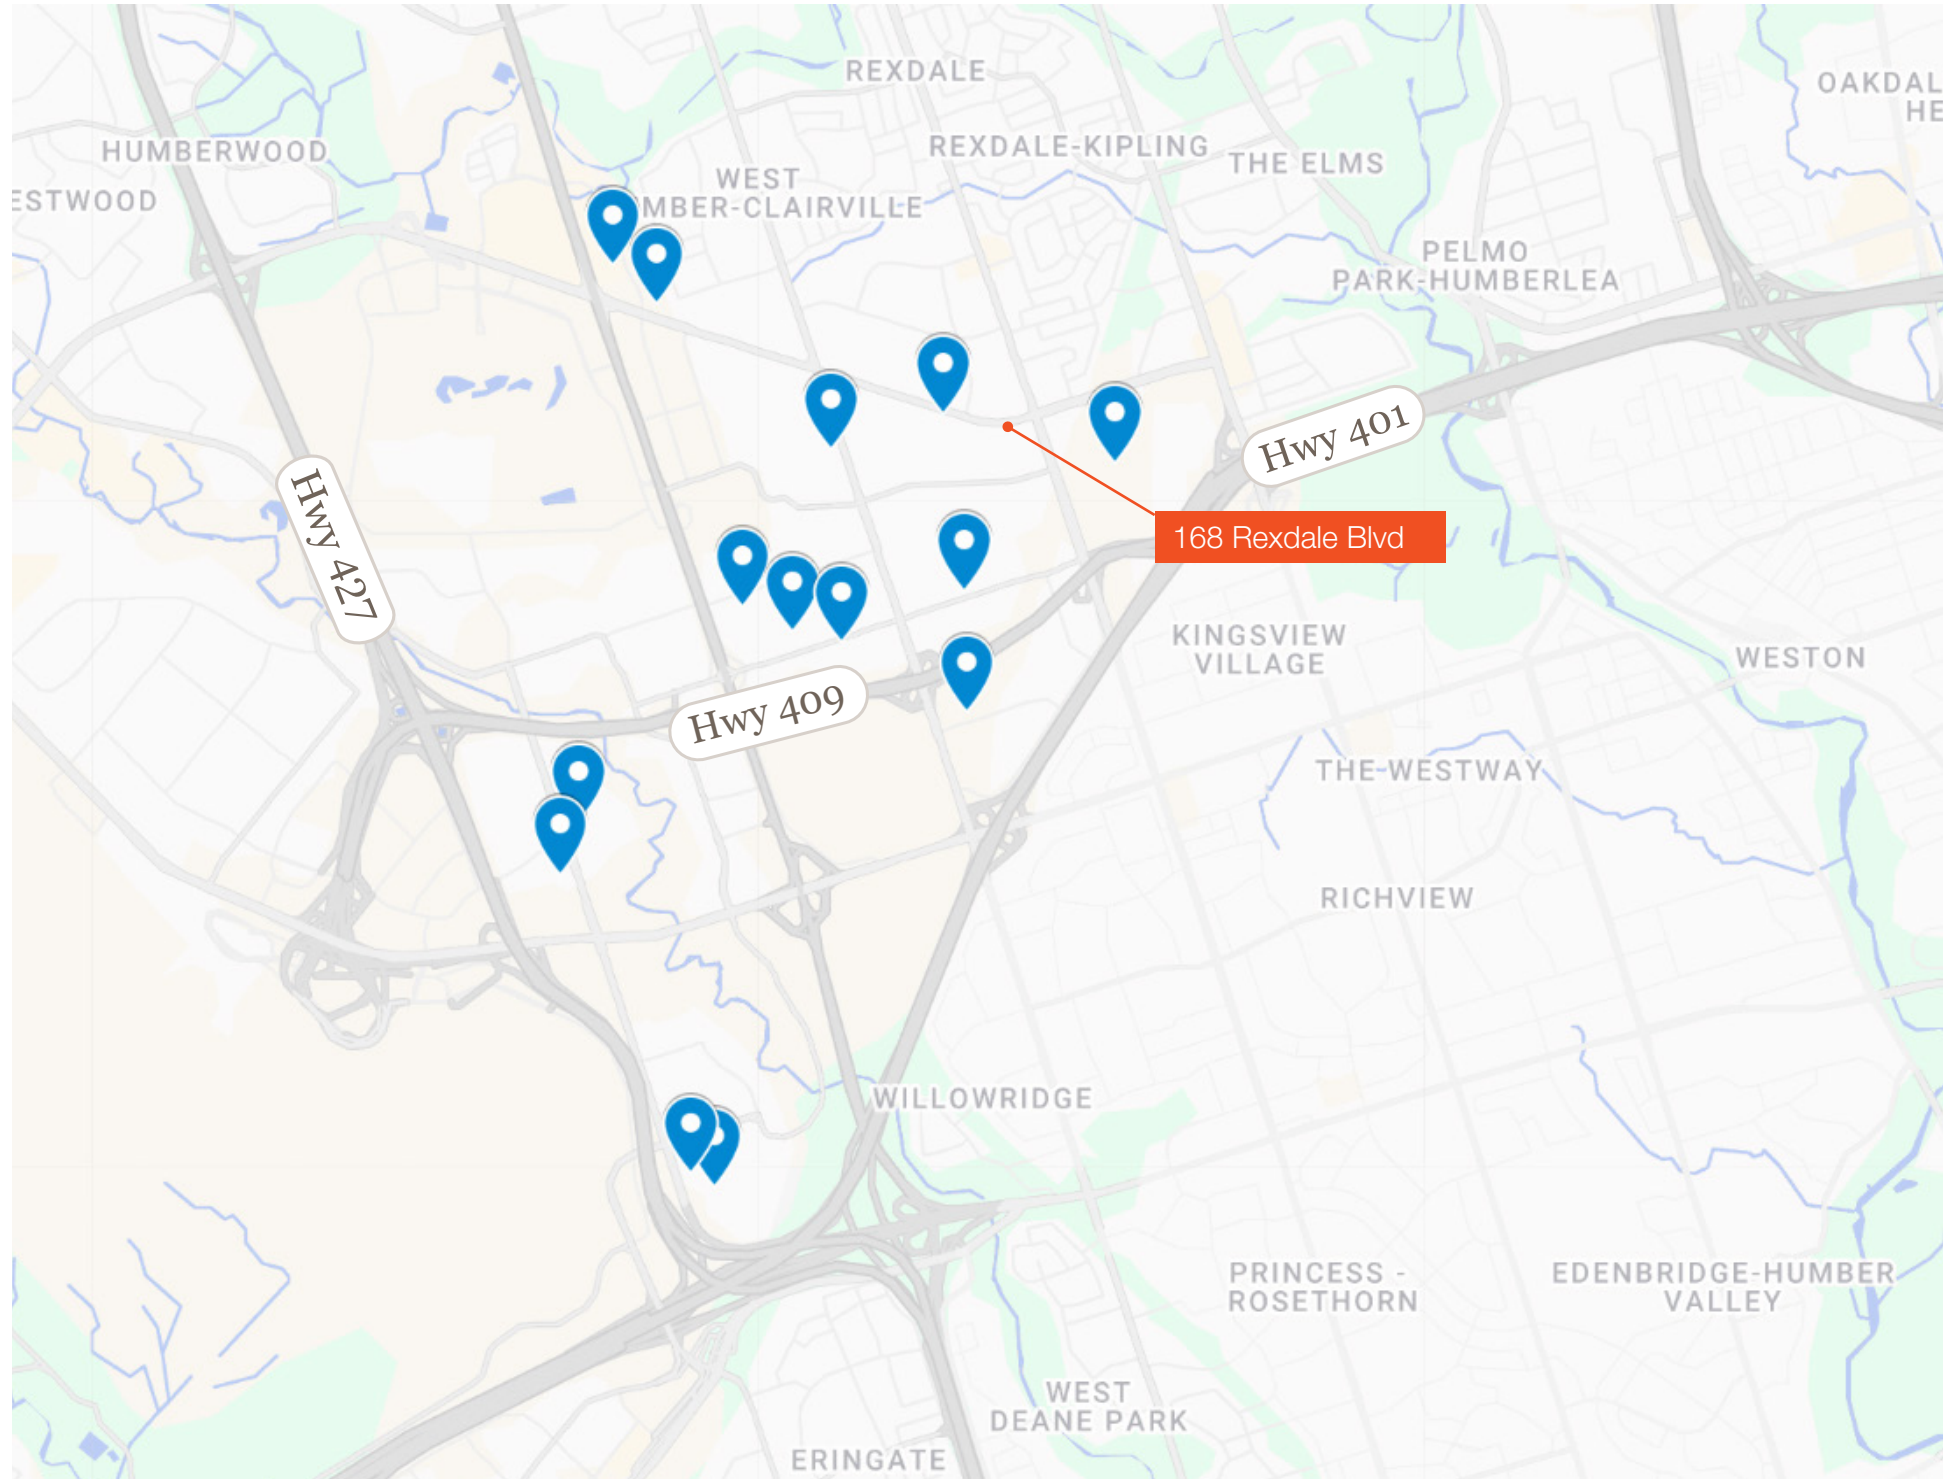 REXDALE
OAKDAL
HE
HUMBERWOOD
REXDALE-KIPLING
THE ELMS
WEST
MBER-CLAIRVILLE
ESTWOOD
PELMO
PARK-HUMBERLEA
Hwy 401
Hwy 427
168 Rexdale Blvd
KINGSVIEW
VILLAGE
WESTON
Hwy 409
THE WESTWAY
RICHVIEW
WILLOWRIDGE
PRINCESS -
ROSETHORN
EDENBRIDGE-HUMBER
VALLEY
WEST
DEANE PARK
ERINGATE